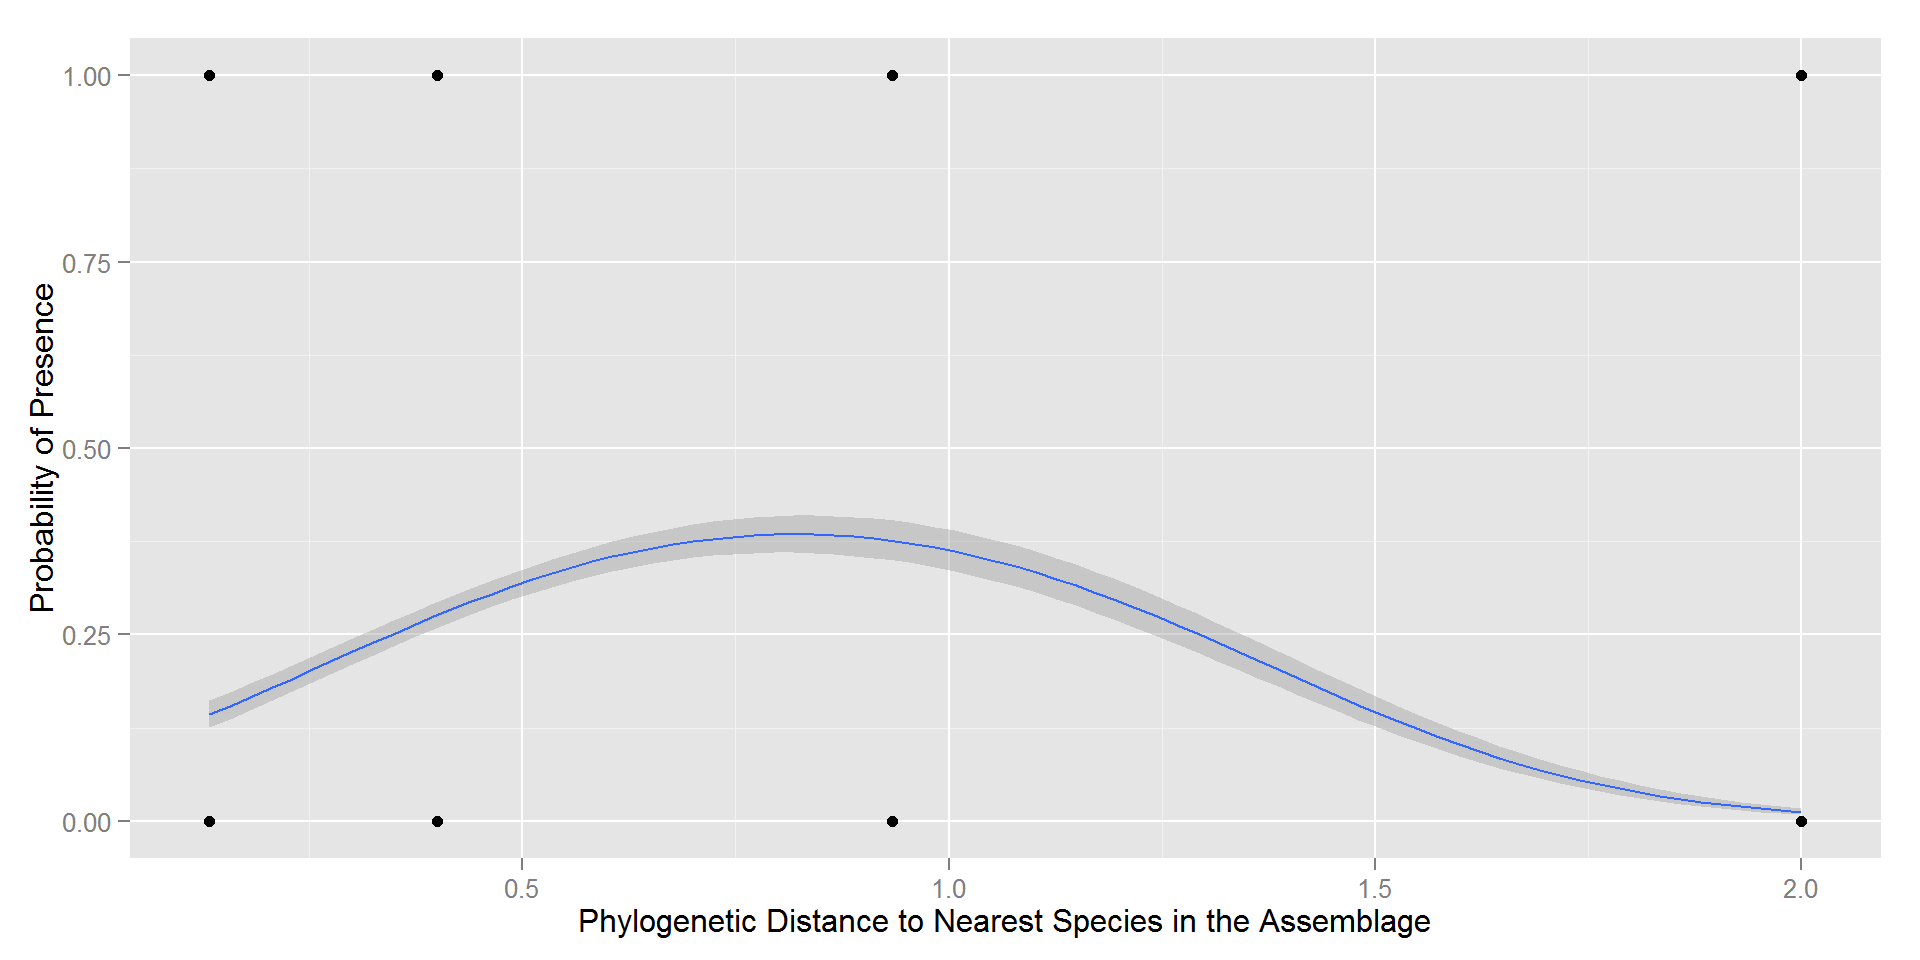 1.00
0.75
0.50
0.25
0.00
Probability of Presence
0.5 1.0 1.5 2.0
Phylogenetic Distance to Nearest Species in the Assemblage